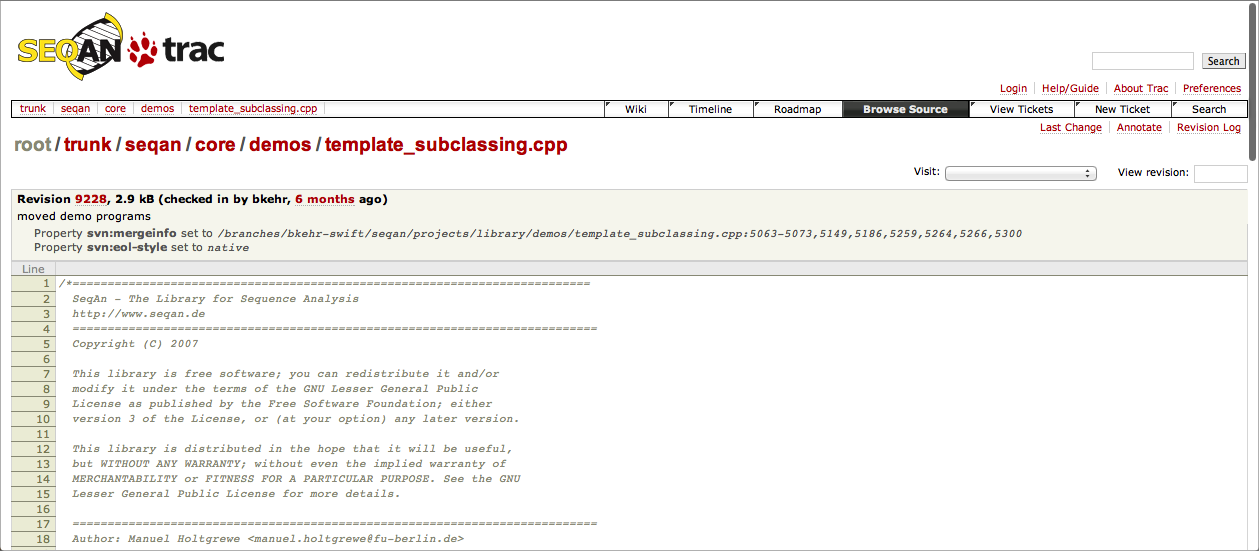 SEQAN trac
Search
Login Help/Guide About Trac Preferences
trunk seqan core demos template_subclassing.cpp Wiki Timeline Roadmap Browse Source View Tickets New Ticket Search
Last Change Annotate Revision Log
root / trunk / seqan / core / demos / template_subclassing.cpp
Visit: View revision:
Revision 9228, 2.9 kB (checked in by bkehr, 6 months ago)
moved demo programs
Property svn:mergeinfo set to /branches/bkehr-swift/seqan/projects/library/demos/template_subclassing.cpp:5063-5073,5149,5186,5259,5264,5266,5300
Property svn:eol-style set to native
Line
1 /*==========================================================================
2 SeqAn - The Library for Sequence Analysis
3 http://www.seqan.de
4 ===========================================================================
5 Copyright (C) 2007
6
7 This library is free software; you can redistribute it and/or
8 modify it under the terms of the GNU Lesser General Public
9 License as published by the Free Software Foundation; either
10 version 3 of the License, or (at your option) any later version.
11
12 This library is distributed in the hope that it will be useful,
13 but WITHOUT ANY WARRANTY; without even the implied warranty of
14 MERCHANTABILITY or FITNESS FOR A PARTICULAR PURPOSE. See the GNU
15 Lesser General Public License for more details.
16
17 ===========================================================================
18 Author: Manuel Holtgrewe <manuel.holtgrewe@fu-berlin.de>